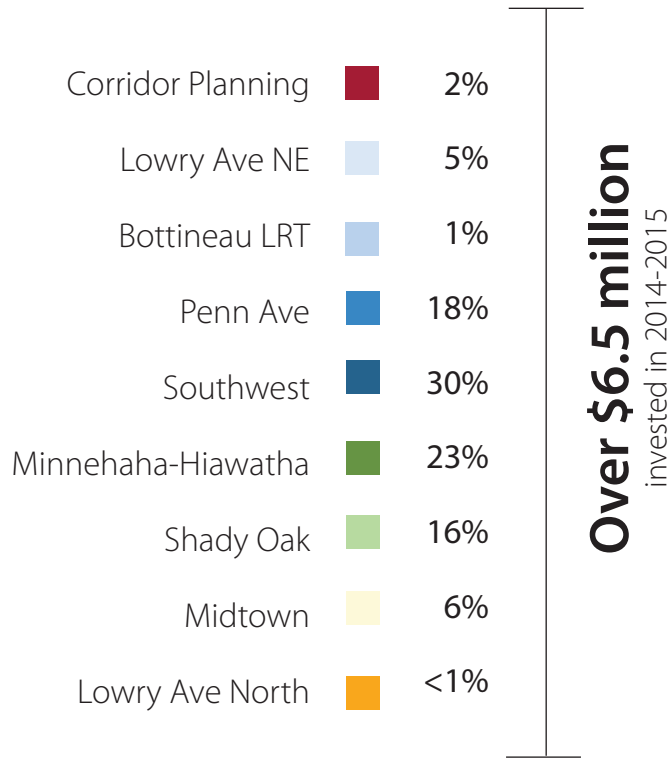 Corridor Planning 2%
Lowry Ave NE 5%
Bottineau LRT 1%
Penn Ave 18%
Southwest 30%
Minnehaha-Hiawatha 23%
Shady Oak 16%
Midtown 6%
Lowry Ave North <1%
Over $6.5 million
invested in 2014-2015